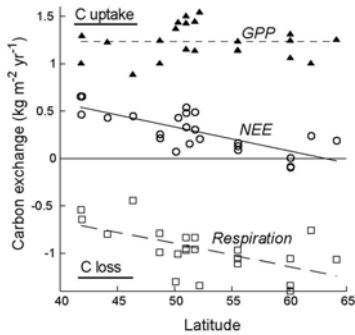 Carbon exchange (kg m⁻² yr⁻¹)
1.5
1
0.5
0
-0.5
-1
C uptake
GPP
NEE
Respiration
C loss
40
45
50
55
60
65
Latitude